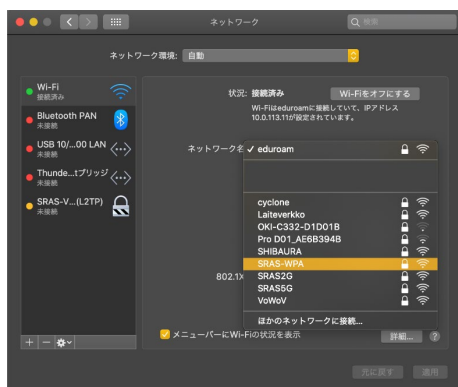 ネットワーク
検索
ネットワーク環境: 自動
Wi-Fi
接続済み
Bluetooth PAN
未接続
USB 10/...00 LAN
未接続
Thunde...tブリッジ
未接続
SRAS-V...(L2TP)
未接続
状況: 接続済み
Wi-Fiをオフにする
Wi-Fiはeduroamに接続していて、IPアドレス
10.0.113.11が設定されています。
ネットワーク名
✓ eduroam
cyclone
Laiteverkko
OKI-C332-D1D01B
Pro D01_AE6B394B
SHIBAURA
SRAS-WPA
SRAS2G
SRAS5G
VoWoV
ほかのネットワークに接続...
802.1X
メニューバーにWi-Fiの状況を表示
詳細...
?
元に戻す
適用